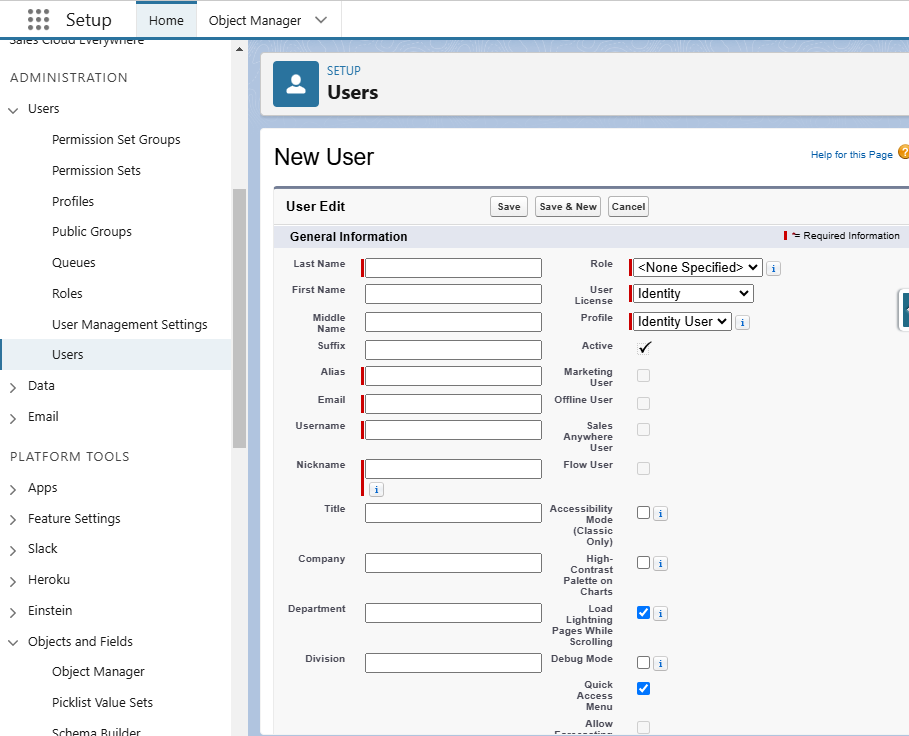 Setup
Home
Object Manager
Sales Cloud Everywhere
ADMINISTRATION
Users
Permission Set Groups
Permission Sets
Profiles
Public Groups
Queues
Roles
User Management Settings
Users
Data
Email
PLATFORM TOOLS
Apps
Feature Settings
Slack
Heroku
Einstein
Objects and Fields
Object Manager
Picklist Value Sets
Schema Builder
SETUP
Users
New User
Help for this Page ?
User Edit
Save
Save & New
Cancel
General Information
*= Required Information
Last Name
First Name
Middle
Name
Suffix
Alias
Email
Username
Nickname
i
Title
Company
Department
Division
Role
<None Specified>
i
User
License
Identity
Profile
Identity User
i
Active
Marketing
User
Offline User
Sales
Anywhere
User
Flow User
Accessibility
Mode
(Classic
Only)
i
High-
Contrast
Palette on
Charts
i
Load
Lightning
Pages While
Scrolling
i
Debug Mode
i
Quick
Access
Menu
Allow
Forecasting